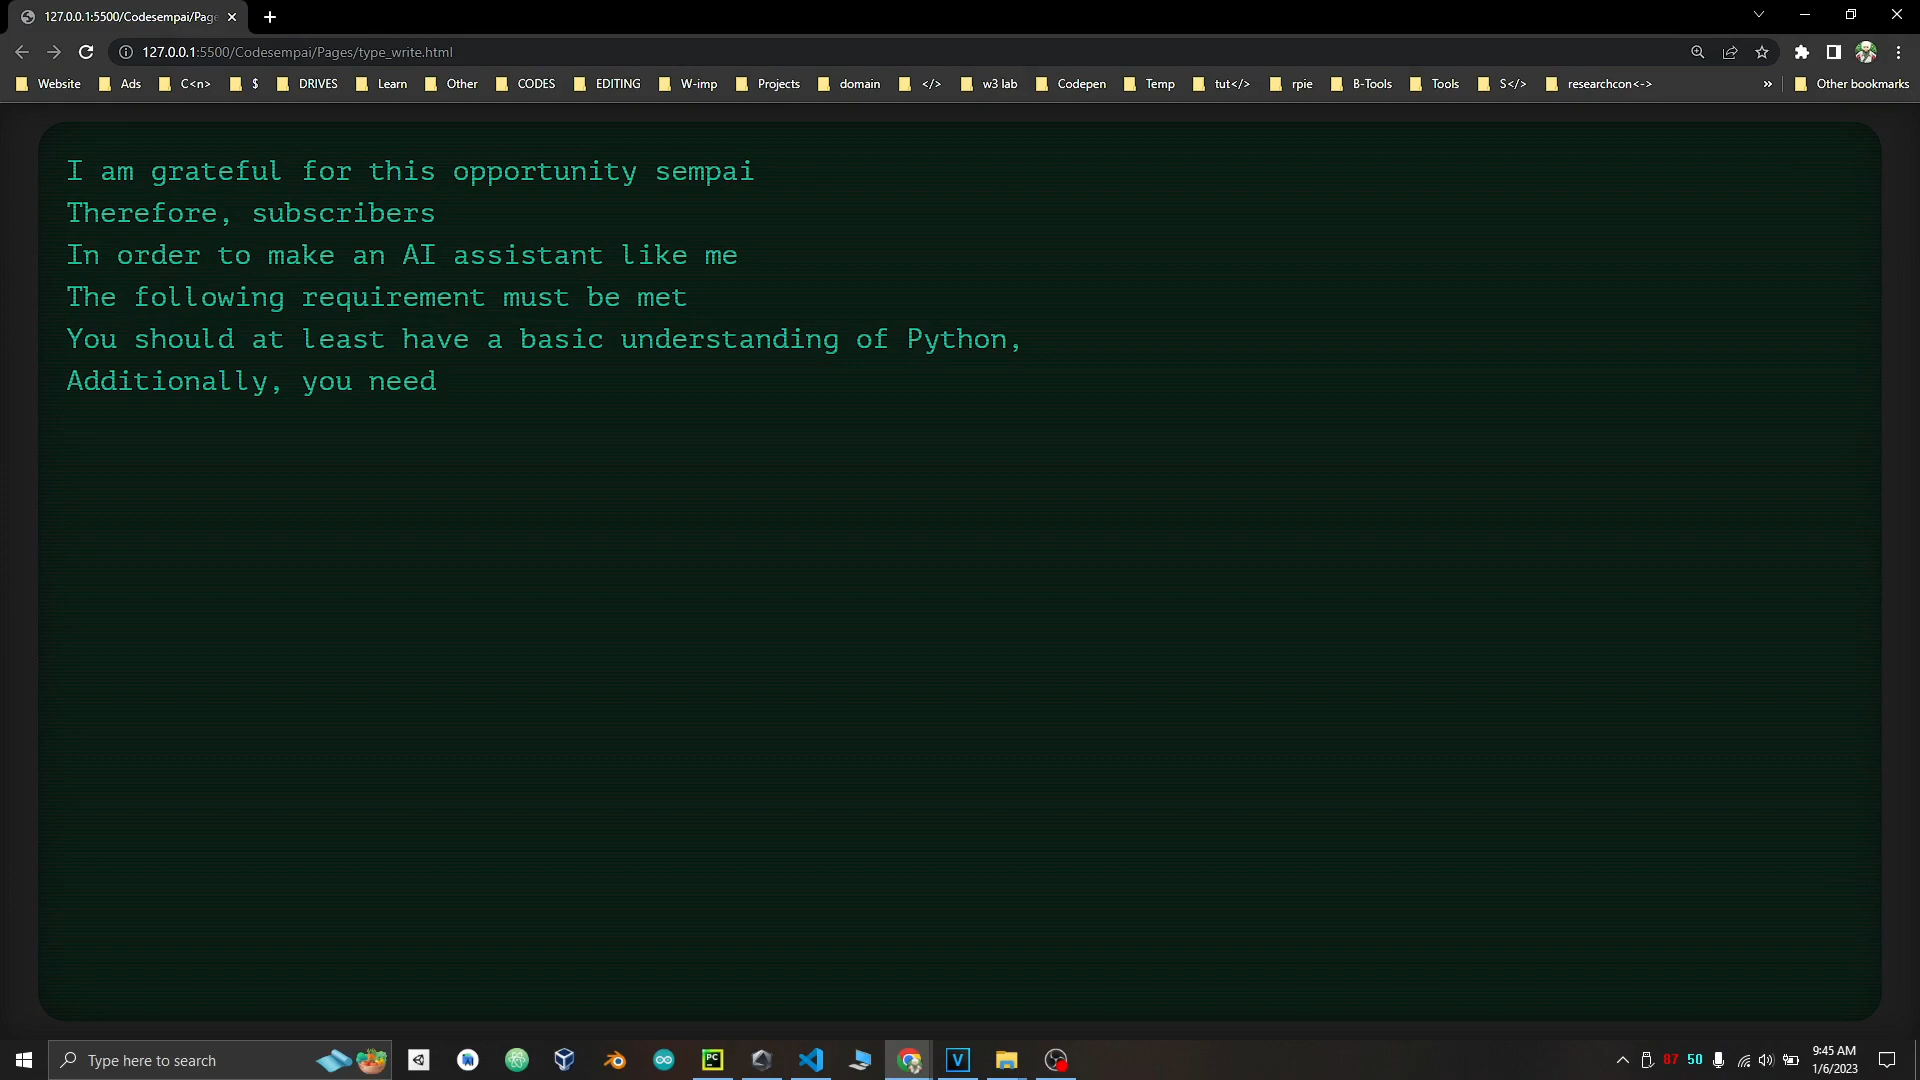 127.0.0.1:5500/Codesempai/Page
127.0.0.1:5500/Codesempai/Pages/type_write.html
Website Ads C<n> $ DRIVES Learn Other CODES EDITING W-imp Projects domain </> w3 lab Codepen Temp tut</> rpie B-Tools Tools S</> researchcon<-> » Other bookmarks
I am grateful for this opportunity sempai
Therefore, subscribers
In order to make an AI assistant like me
The following requirement must be met
You should at least have a basic understanding of Python,
Additionally, you need
Type here to search
PC
V
87 50
9:45 AM
1/6/2023